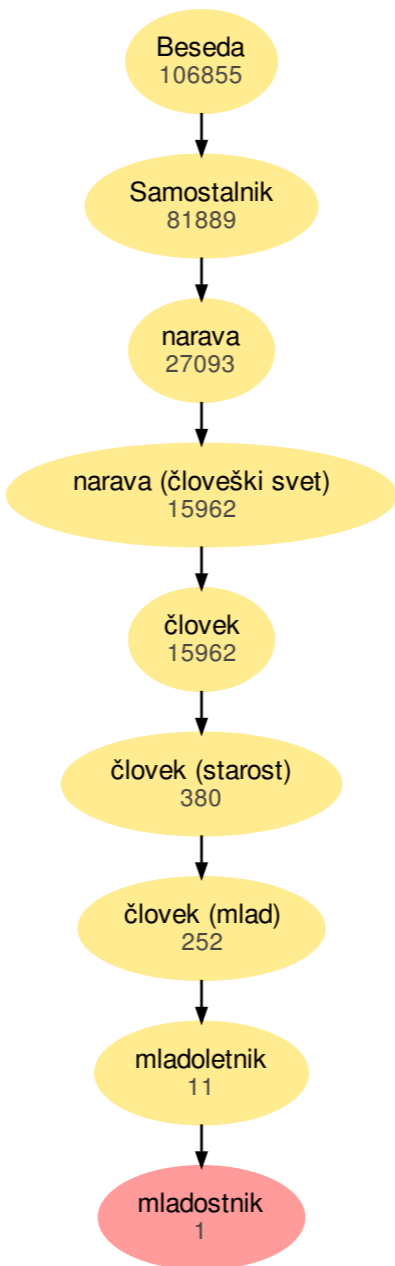 Beseda
106855
Samostalnik
81889
narava
27093
narava (človeški svet)
15962
človek
15962
človek (starost)
380
človek (mlad)
252
mladoletnik
11
mladostnik
1